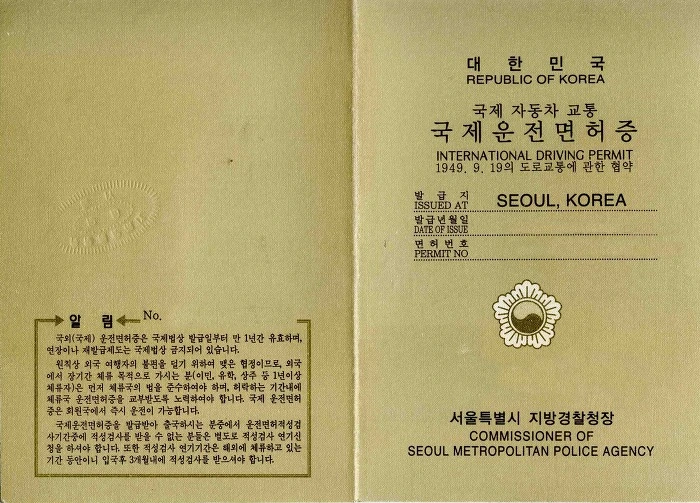 알 림
No.
국외(국제) 운전면허증은 국제법상 발급일부터 만 1년간 유효하며,
연장이나 재발급제도는 국제법상 금지되어 있습니다.
원칙상 외국 여행자의 불편을 덜기 위하여 맺은 협정이므로, 외국
에서 장기간 체류 목적으로 가시는 분(이민, 유학, 상주 등 1년이상
체류자)은 먼저 체류국의 법을 준수하여야 하며, 허락하는 기간내에
체류국 운전면허증을 교부받도록 노력하여야 합니다. 국제 운전면허
증은 회원국에서 즉시 운전이 가능합니다.
국제운전면허증을 발급받아 출국하시는 분중에서 운전면허적성검
사기간중에 적성검사를 받을 수 없는 분들은 별도로 적성검사 연기신
청을 하셔야 합니다. 또한 적성검사 연기기간은 해외에 체류하고 있는
기간 동안이니 입국후 3개월내에 적성검사를 받으셔야 합니다.
대 한 민 국
REPUBLIC OF KOREA
국제 자동차 교통
국제운전면허증
INTERNATIONAL DRIVING PERMIT
1949. 9. 19의 도로교통에 관한 협약
발 급 지
ISSUED AT SEOUL, KOREA
발급년월일
DATE OF ISSUE
면 허 번 호
PERMIT NO
서울특별시 지방경찰청장
COMMISSIONER OF
SEOUL METROPOLITAN POLICE AGENCY